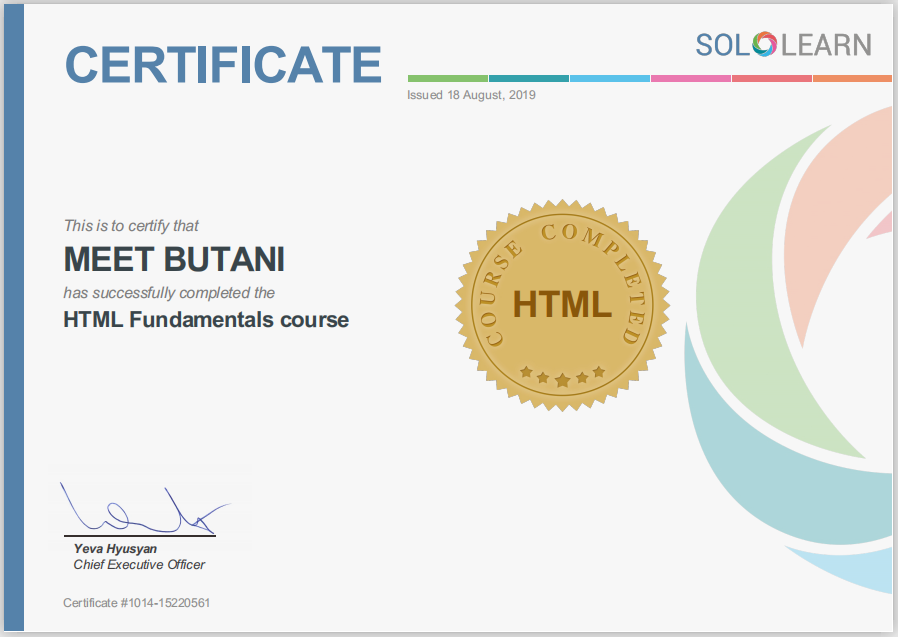 CERTIFICATE
SOLOLEARN
Issued 18 August, 2019
This is to certify that
MEET BUTANI
has successfully completed the
HTML Fundamentals course
COURSE COMPLETED
HTML
Yeva Hyusyan
Chief Executive Officer
Certificate #1014-15220561